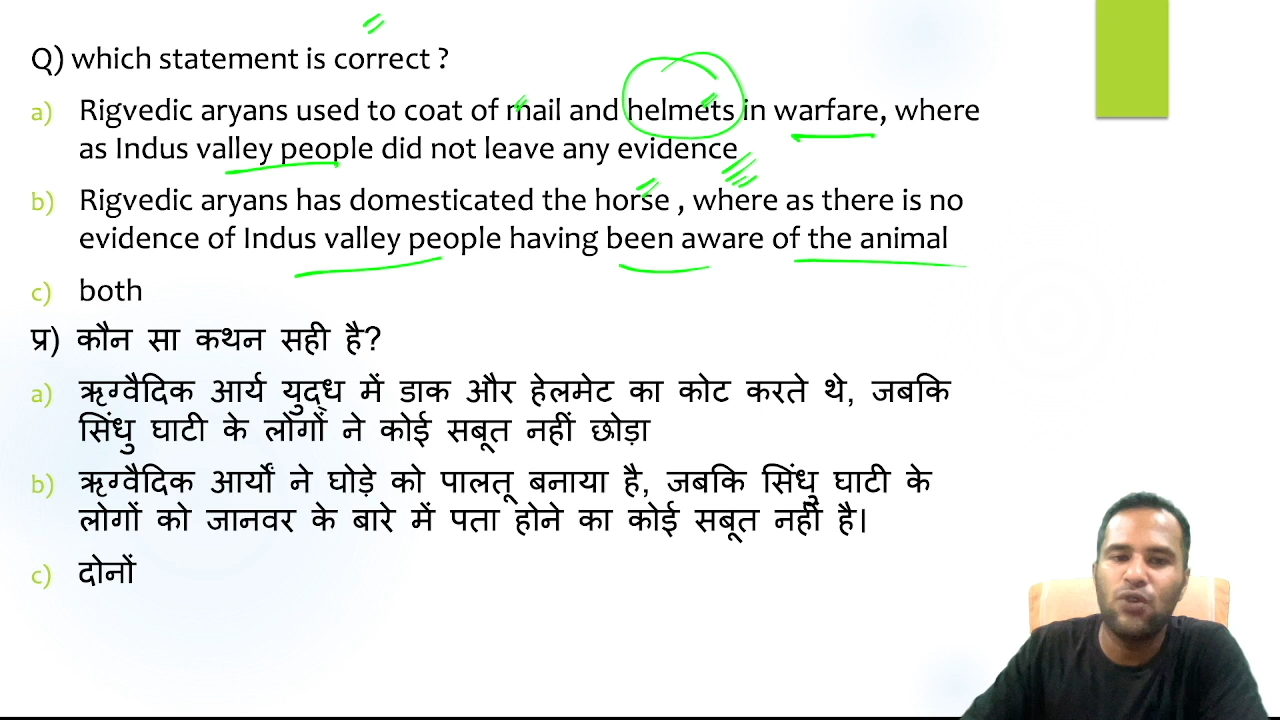 Q) which statement is correct ?
a) Rigvedic aryans used to coat of mail and helmets in warfare, where
as Indus valley people did not leave any evidence
b) Rigvedic aryans has domesticated the horse , where as there is no
evidence of Indus valley people having been aware of the animal
c) both
प्र) कौन सा कथन सही है?
a) ऋग्वैदिक आर्य युद्ध में डाक और हेलमेट का कोट करते थे, जबकि
सिंधु घाटी के लोगों ने कोई सबूत नहीं छोड़ा
b) ऋग्वैदिक आर्यों ने घोड़े को पालतू बनाया है, जबकि सिंधु घाटी के
लोगों को जानवर के बारे में पता होने का कोई सबूत नहीं है।
c) दोनों